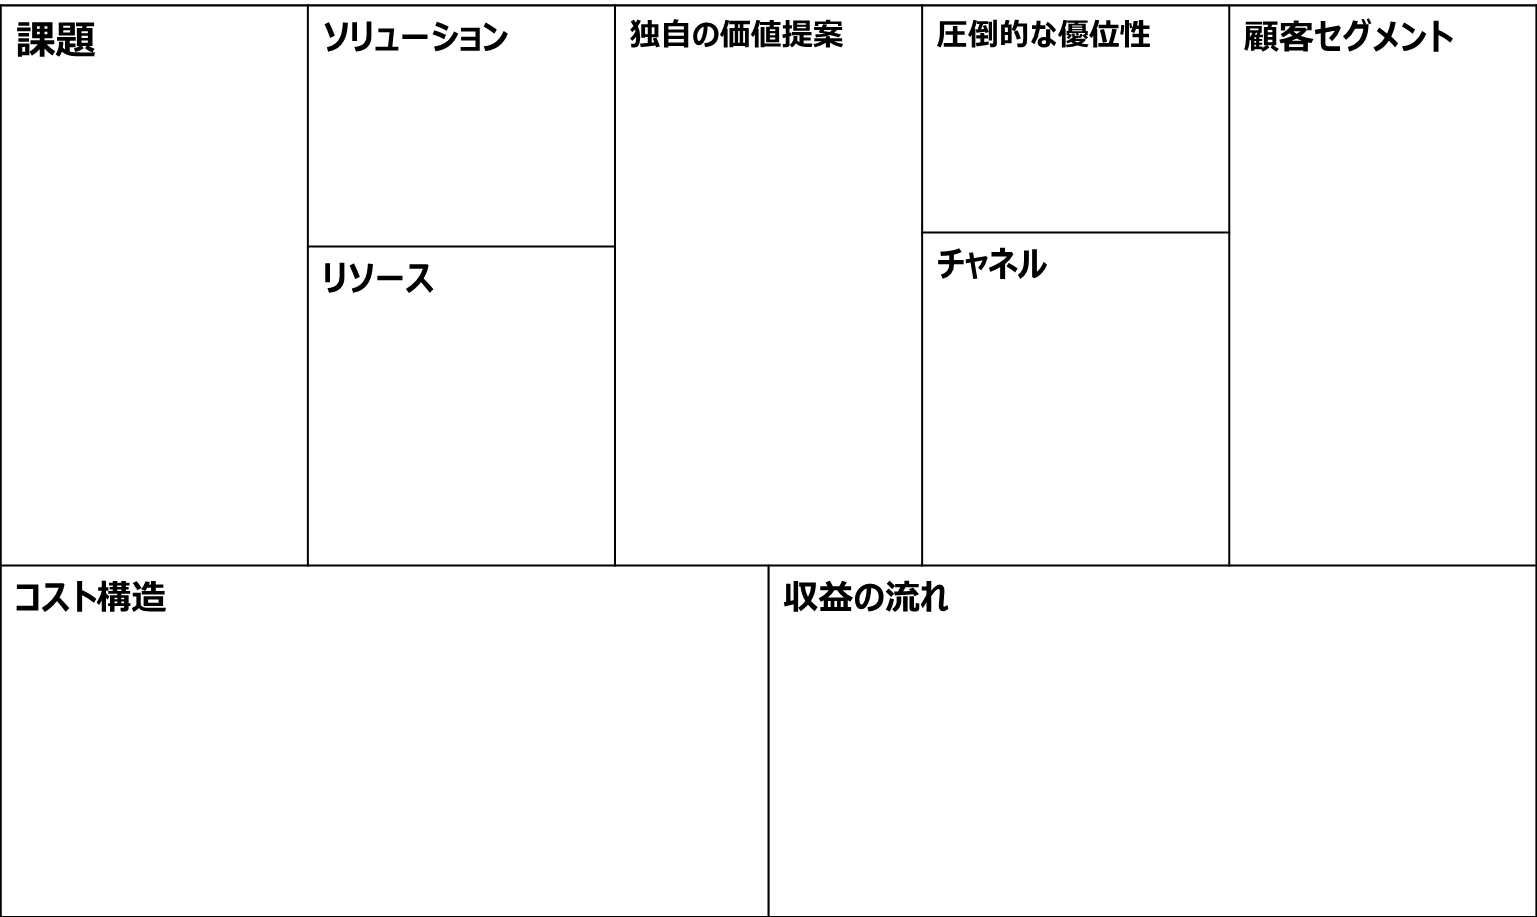 課題
ソリューション
リソース
独自の価値提案
圧倒的な優位性
チャネル
顧客セグメント
コスト構造
収益の流れ